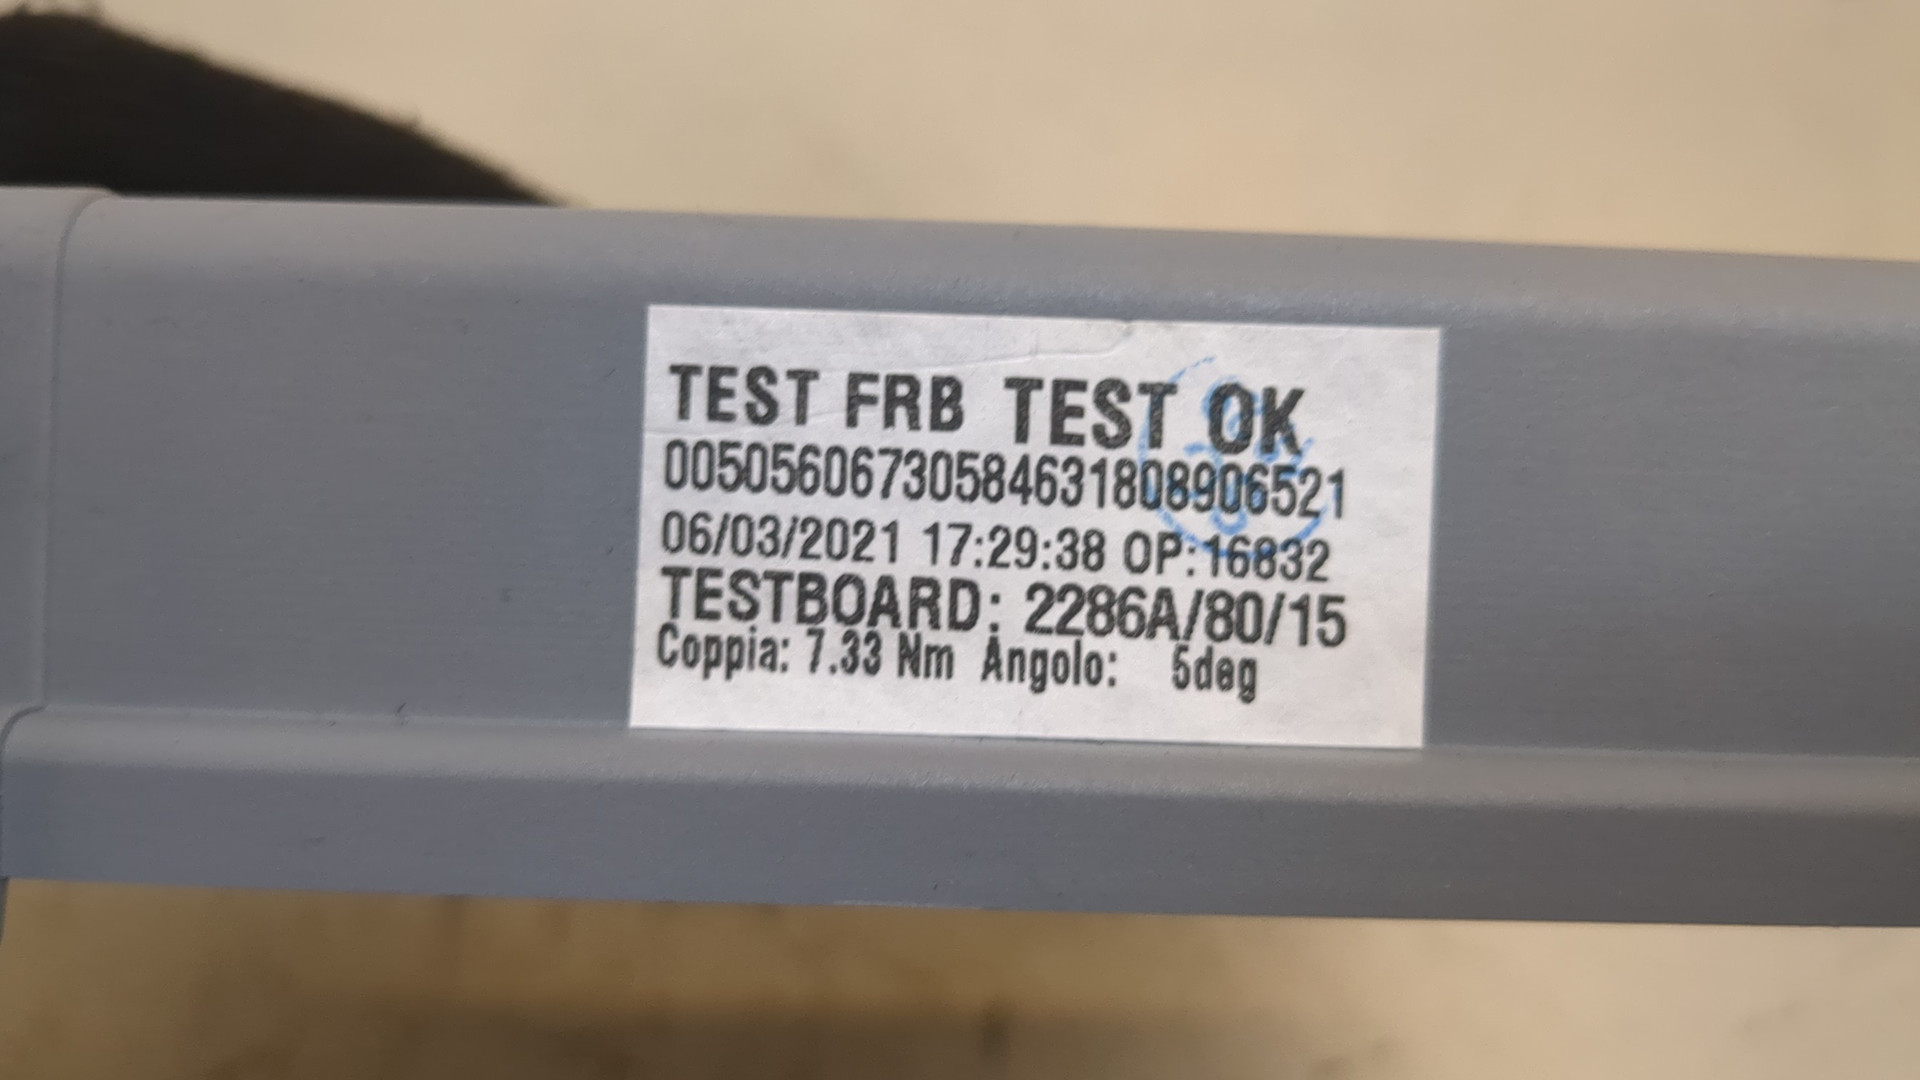 TEST FRB TEST OK
00505606730584631808906521
06/03/2021 17:29:38 OP:16832
TESTBOARD: 2286A/80/15
Coppia: 7.33 Nm Angolo: 5deg